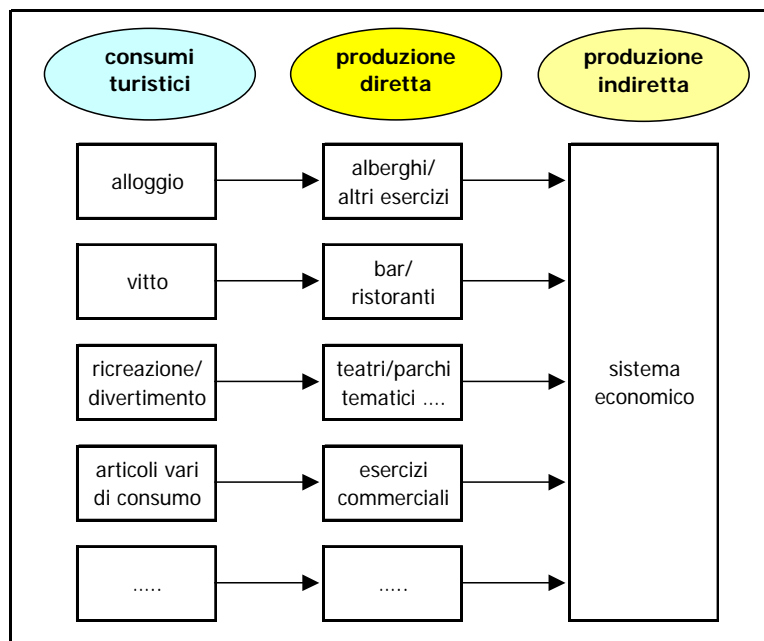 consumi
turistici
produzione
diretta
produzione
indiretta
alloggio
alberghi/
altri esercizi
vitto
bar/
ristoranti
ricreazione/
divertimento
teatri/parchi
tematici ....
sistema
economico
articoli vari
di consumo
esercizi
commerciali
.....
.....